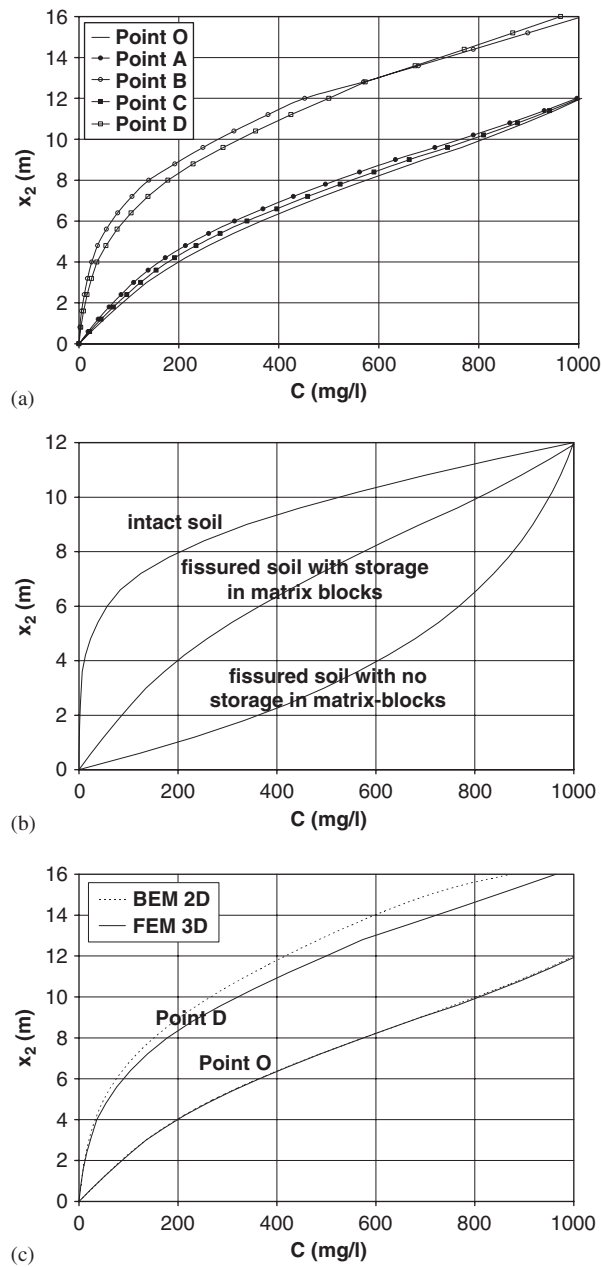 16
14
12
10
8
6
4
2
0
x₂ (m)
Point O
Point A
Point B
Point C
Point D
0 200 400 600 800 1000
C (mg/l)
(a)
12
10
8
6
4
2
0
x₂ (m)
intact soil
fissured soil with storage
in matrix blocks
fissured soil with no
storage in matrix-blocks
0 200 400 600 800 1000
C (mg/l)
(b)
16
14
12
10
8
6
4
2
0
x₂ (m)
BEM 2D
FEM 3D
Point D
Point O
0 200 400 600 800 1000
C (mg/l)
(c)